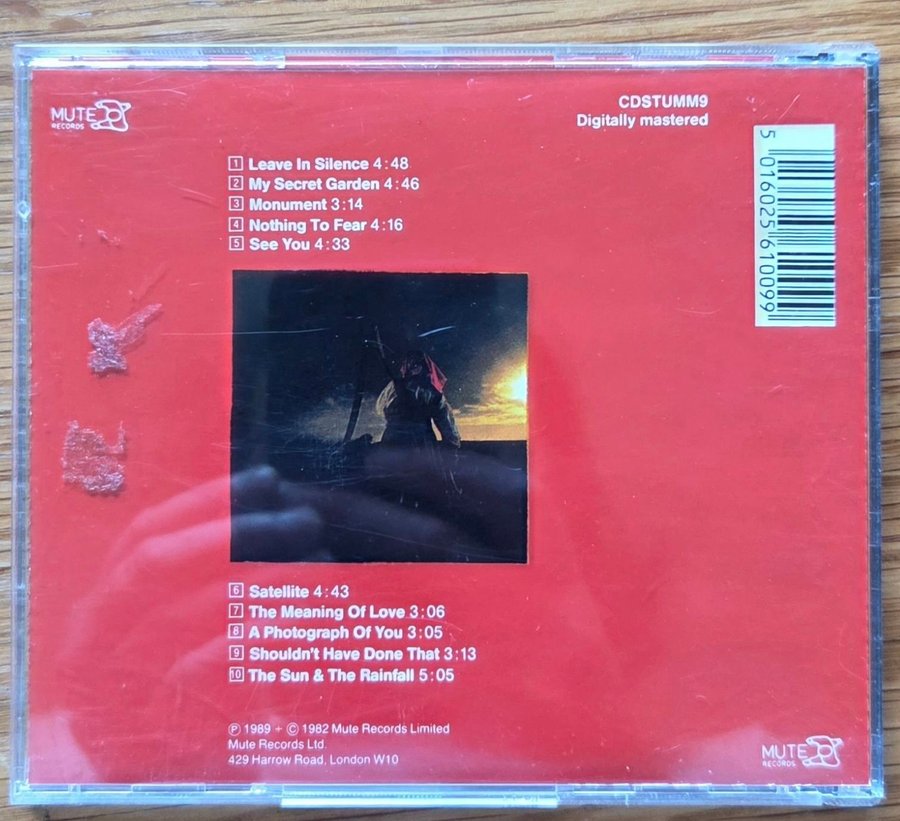 MUTE
RECORDS
CDSTUMM9
Digitally mastered
5 016025 610099
1 Leave In Silence 4:48
2 My Secret Garden 4:46
3 Monument 3:14
4 Nothing To Fear 4:16
5 See You 4:33
6 Satellite 4:43
7 The Meaning Of Love 3:06
8 A Photograph Of You 3:05
9 Shouldn't Have Done That 3:13
10 The Sun & The Rainfall 5:05
℗ 1989 + © 1982 Mute Records Limited
Mute Records Ltd.
429 Harrow Road, London W10
MUTE
RECORDS